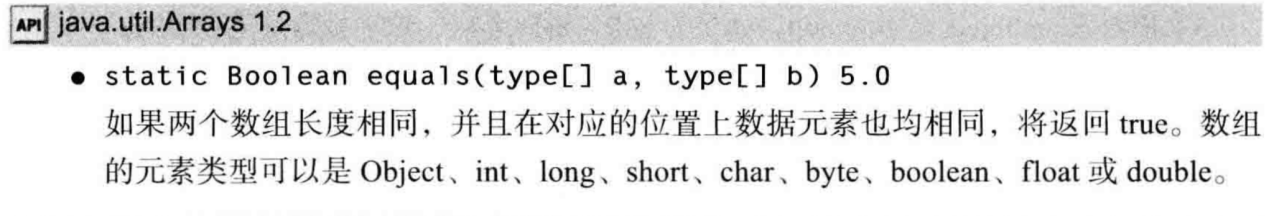 API java.util.Arrays 1.2
● static Boolean equals(type[] a, type[] b) 5.0
如果两个数组长度相同，并且在对应的位置上数据元素也均相同，将返回 true。数组
的元素类型可以是 Object、int、long、short、char、byte、boolean、float 或 double。